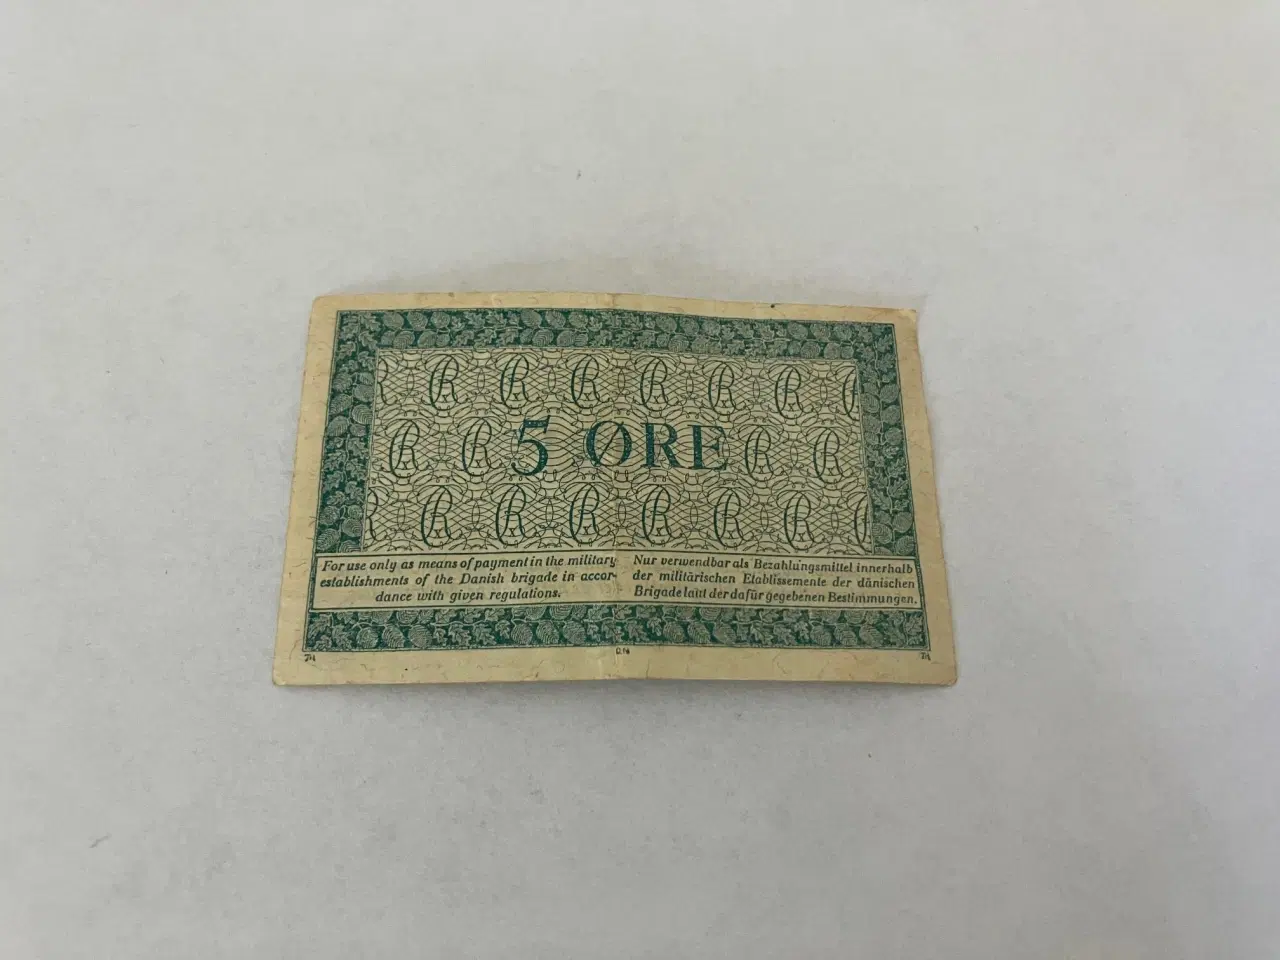 5 ØRE
For use only as means of payment in the military
establishments of the Danish brigade in accor-
dance with given regulations.
Nur verwendbar als Bezahlungsmittel innerhalb
der militärischen Etablissemente der dänischen
Brigade laut der dafür gegebenen Bestimmungen.